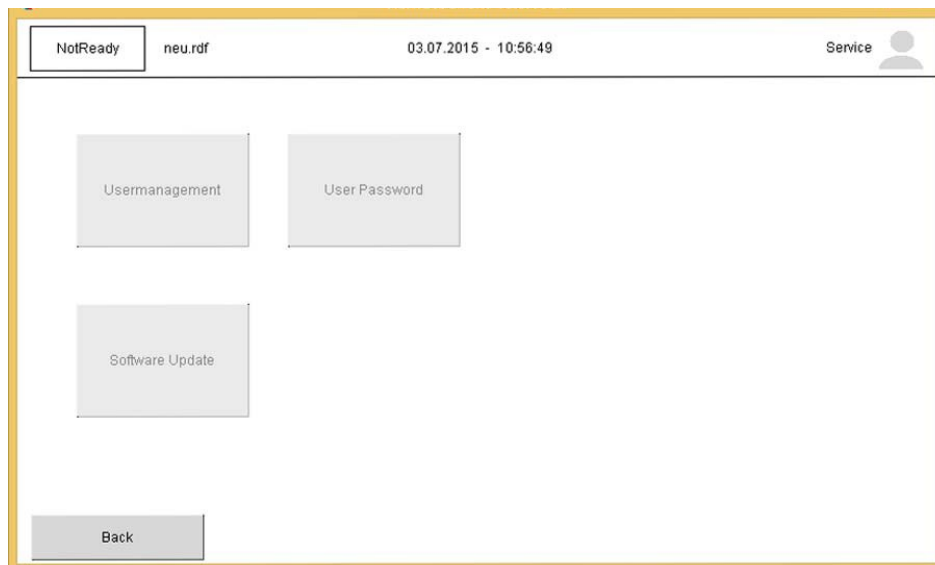 NotReady neu.rdf 03.07.2015 - 10:56:49 Service
Usermanagement User Password
Software Update
Back